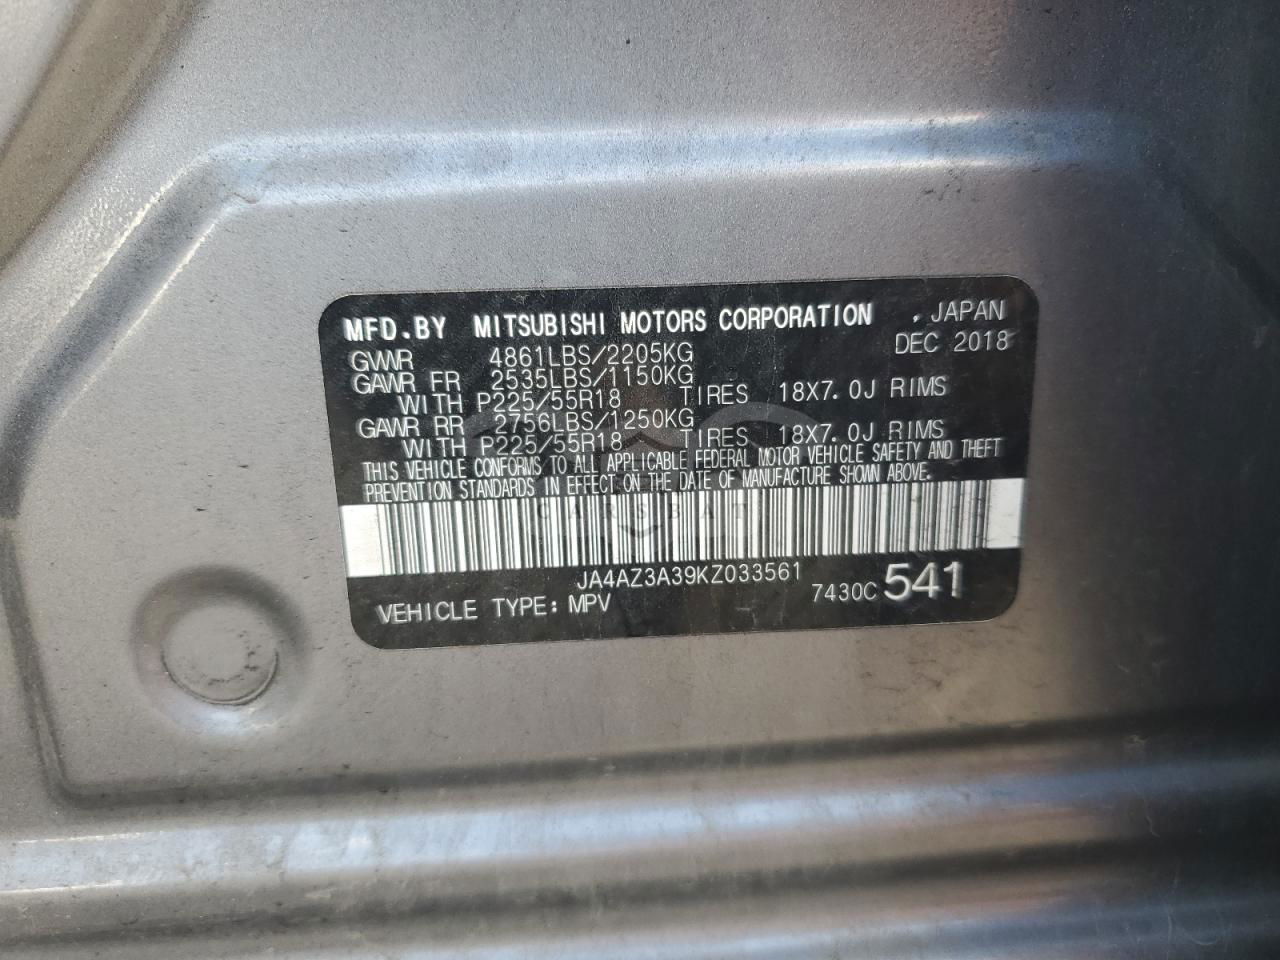 MFD.BY MITSUBISHI MOTORS CORPORATION , JAPAN
GVWR 4861LBS/2205KG DEC 2018
GAWR FR 2535LBS/1150KG
WITH P225/55R18 TIRES 18X7.0J RIMS
GAWR RR 2756LBS/1250KG
WITH P225/55R18 TIRES 18X7.0J RIMS
THIS VEHICLE CONFORMS TO ALL APPLICABLE FEDERAL MOTOR VEHICLE SAFETY AND THEFT
PREVENTION STANDARDS IN EFFECT ON THE DATE OF MANUFACTURE SHOWN ABOVE.
CARSBAT
JA4AZ3A39KZ033561
VEHICLE TYPE: MPV 7430C 541